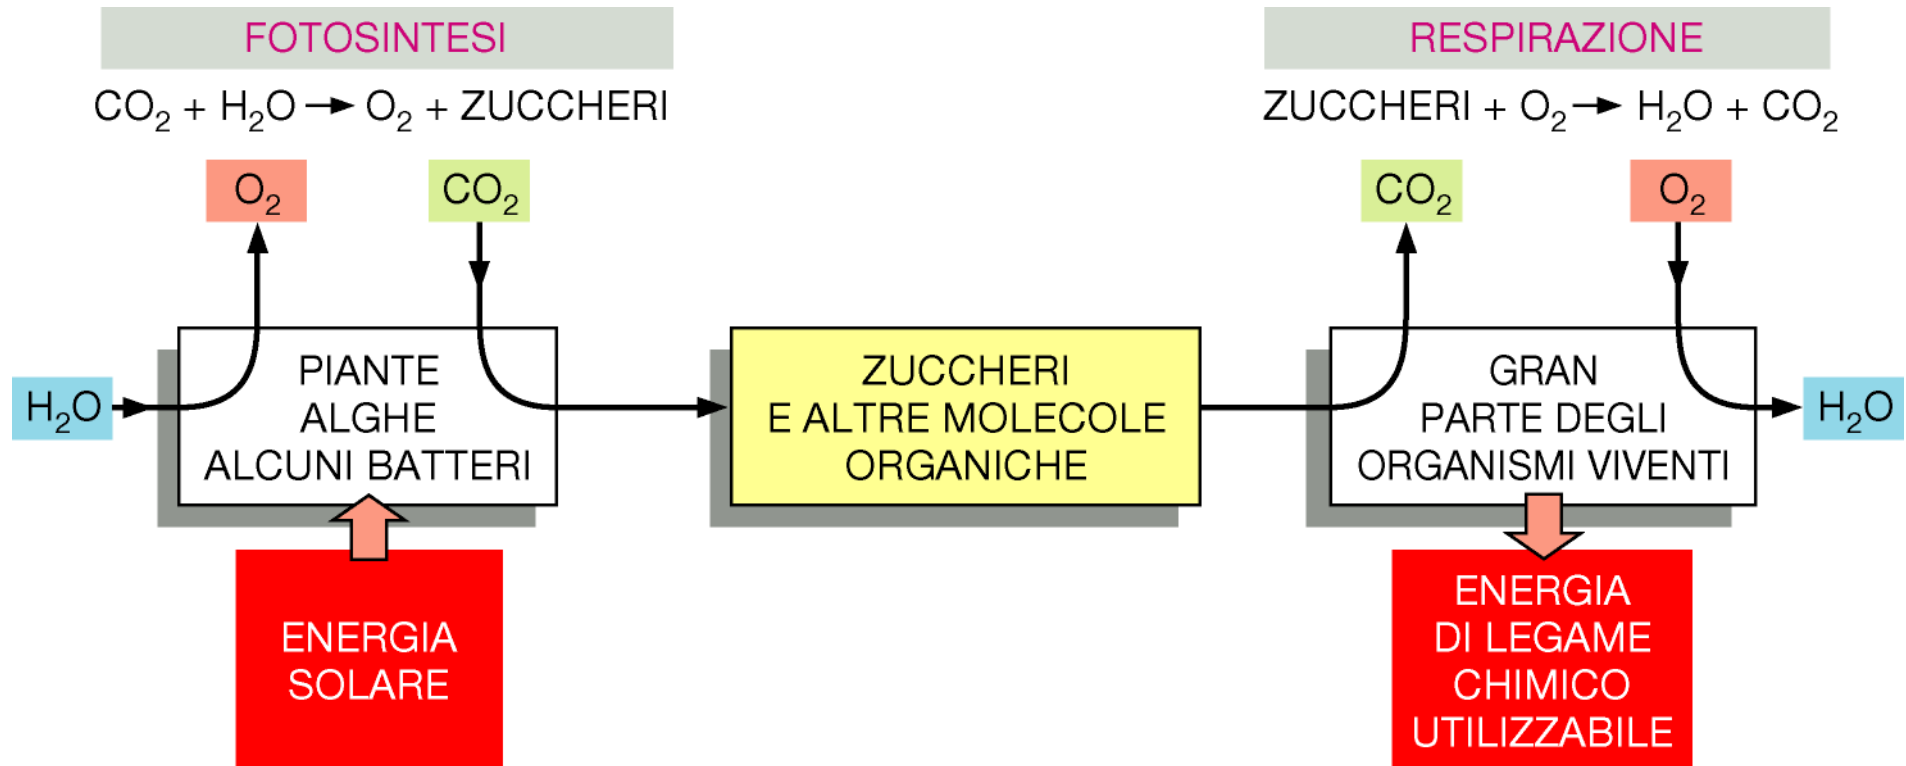 FOTOSINTESI
CO₂ + H₂O → O₂ + ZUCCHERI
O₂
CO₂
H₂O
PIANTE
ALGHE
ALCUNI BATTERI
ENERGIA
SOLARE
ZUCCHERI
E ALTRE MOLECOLE
ORGANICHE
RESPIRAZIONE
ZUCCHERI + O₂ → H₂O + CO₂
CO₂
O₂
GRAN
PARTE DEGLI
ORGANISMI VIVENTI
H₂O
ENERGIA
DI LEGAME
CHIMICO
UTILIZZABILE